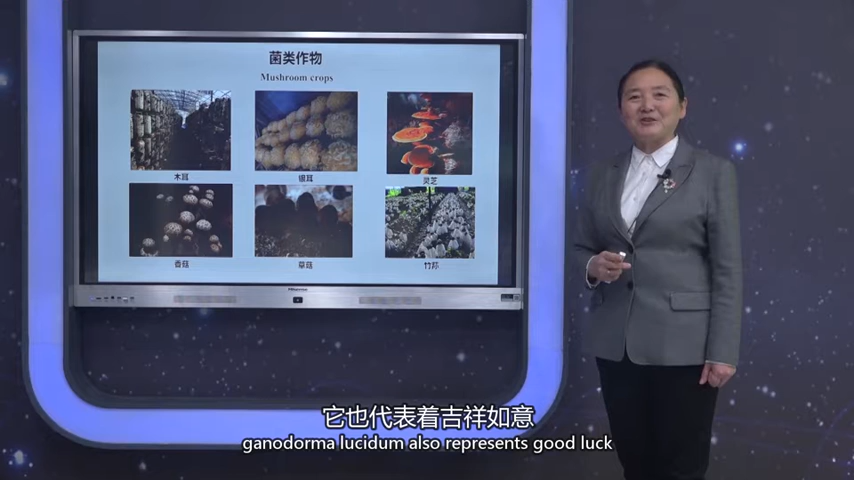 菌类作物
Mushroom crops
木耳
银耳
灵芝
香菇
草菇
竹荪
Hisense
它也代表着吉祥如意
ganodorma lucidum also represents good luck